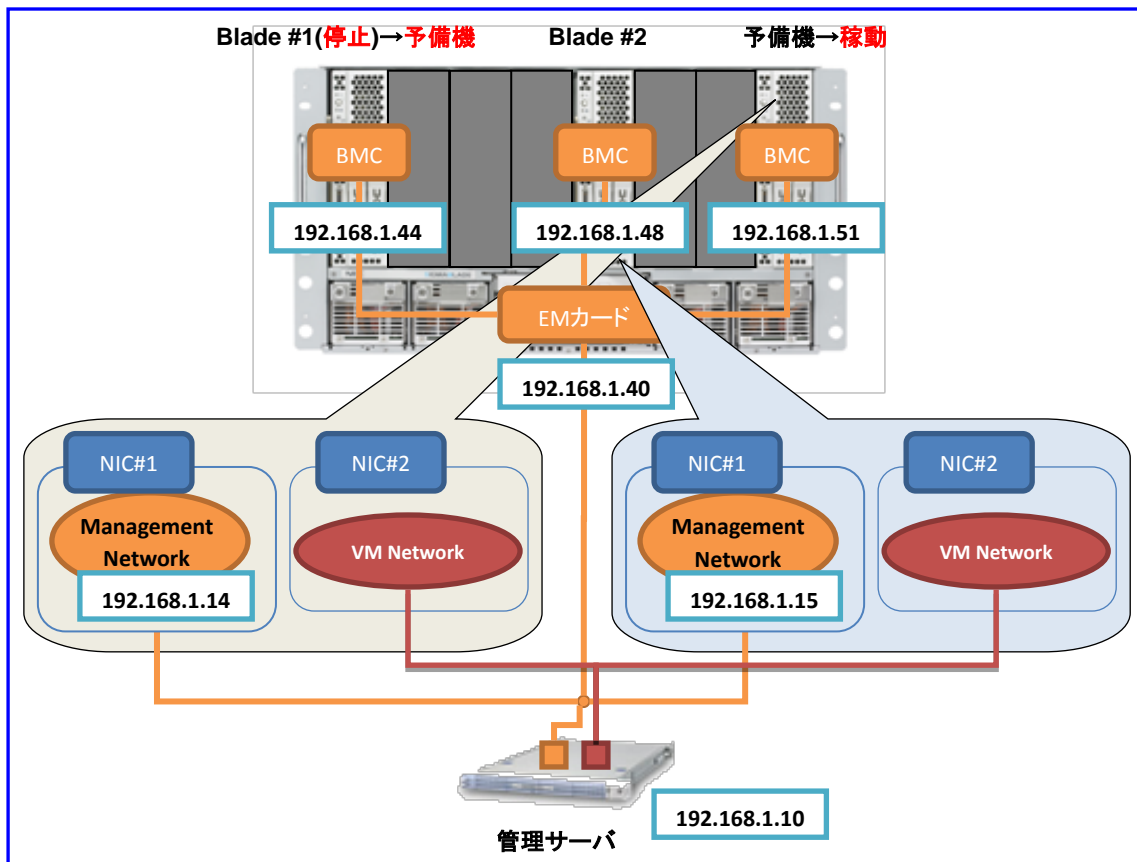 Blade #1(停止)→予備機
Blade #2
予備機→稼動
BMC
BMC
BMC
192.168.1.44
192.168.1.48
192.168.1.51
EMカード
192.168.1.40
NIC#1
NIC#2
NIC#1
NIC#2
Management
Network
VM Network
Management
Network
VM Network
192.168.1.14
192.168.1.15
192.168.1.10
管理サーバ